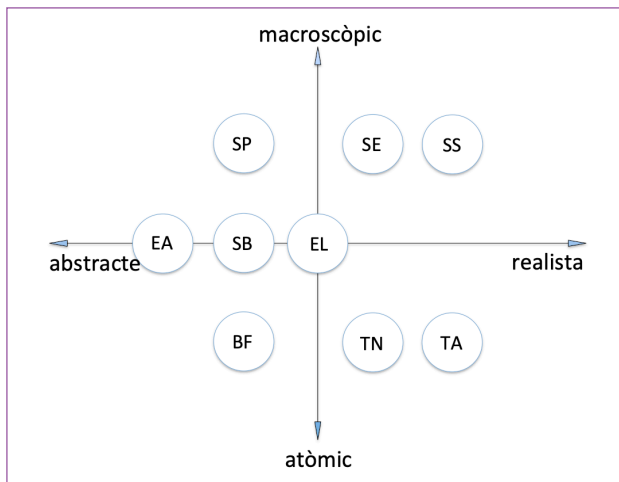 macroscòpic
SP SE SS
EA SB EL
abstracte realista
BF TN TA
atòmic